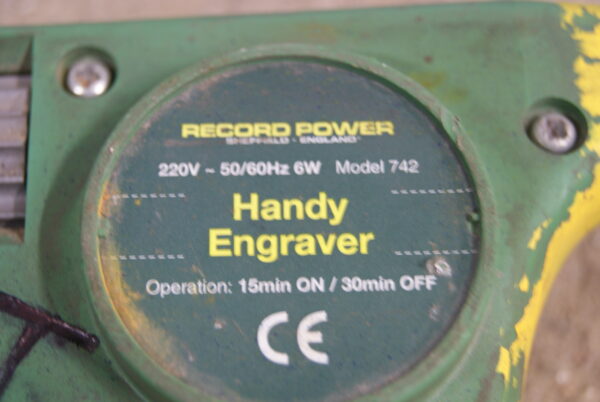 RECORD POWER
SHEFFIELD - ENGLAND
220V ~ 50/60Hz 6W Model 742
Handy
Engraver
Operation: 15min ON / 30min OFF
CE